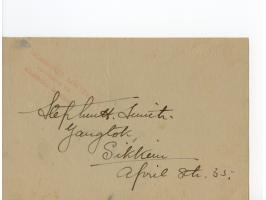 Stephen H. Smith.
Gangtok,
Sikkim
April 8th. 35.